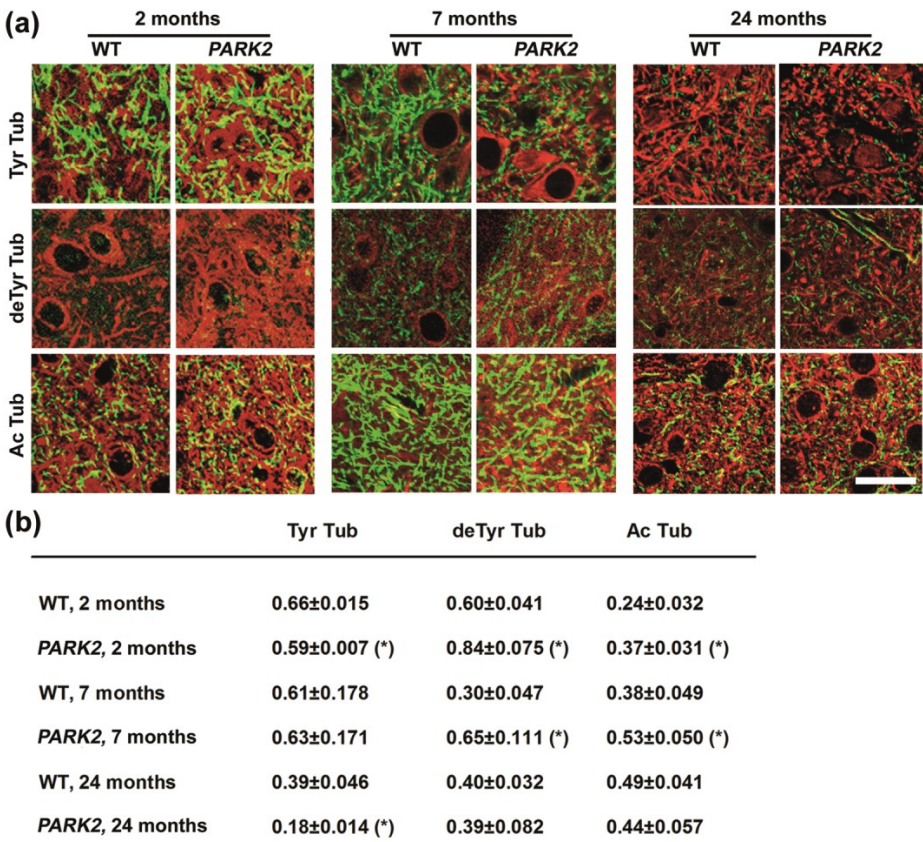 (a)
2 months 7 months 24 months
WT PARK2 WT PARK2 WT PARK2
Tyr Tub
deTyr Tub
Ac Tub
(b)
Tyr Tub deTyr Tub Ac Tub
WT, 2 months 0.66±0.015 0.60±0.041 0.24±0.032
PARK2, 2 months 0.59±0.007 (*) 0.84±0.075 (*) 0.37±0.031 (*)
WT, 7 months 0.61±0.178 0.30±0.047 0.38±0.049
PARK2, 7 months 0.63±0.171 0.65±0.111 (*) 0.53±0.050 (*)
WT, 24 months 0.39±0.046 0.40±0.032 0.49±0.041
PARK2, 24 months 0.18±0.014 (*) 0.39±0.082 0.44±0.057